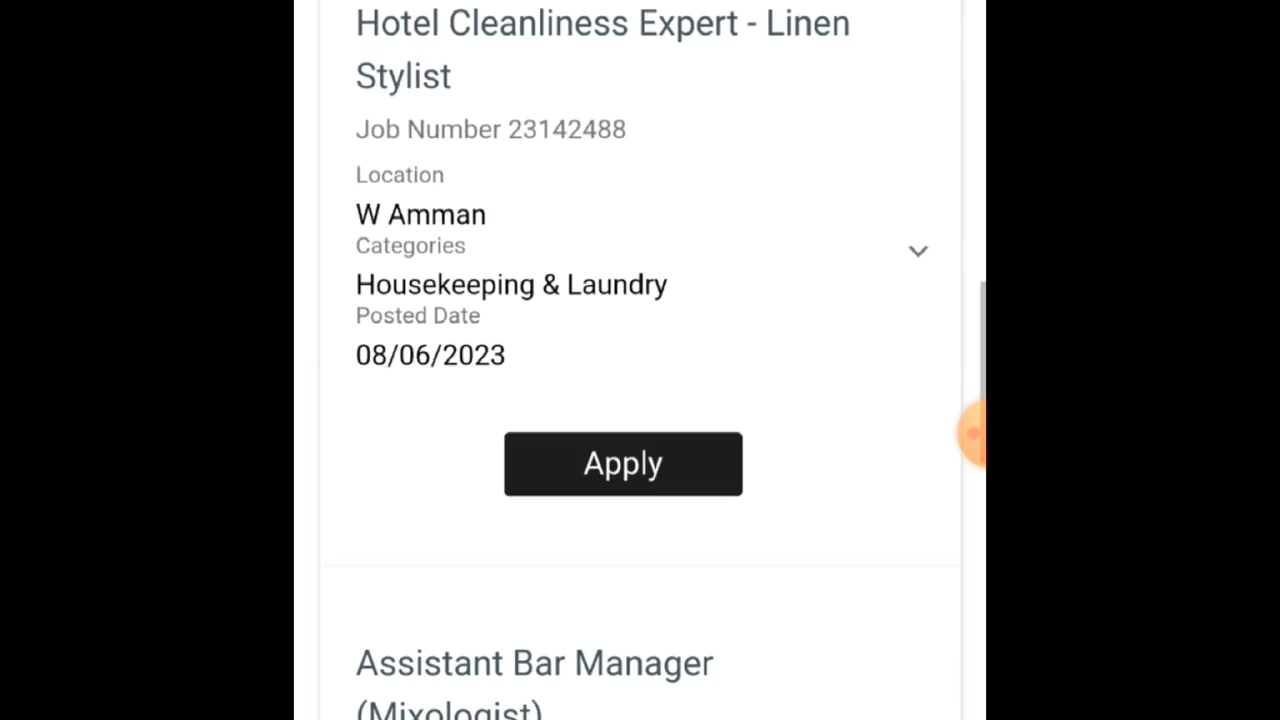 Hotel Cleanliness Expert - Linen
Stylist
Job Number 23142488
Location
W Amman
Categories
Housekeeping & Laundry
Posted Date
08/06/2023
Apply
Assistant Bar Manager
(Mixologist)